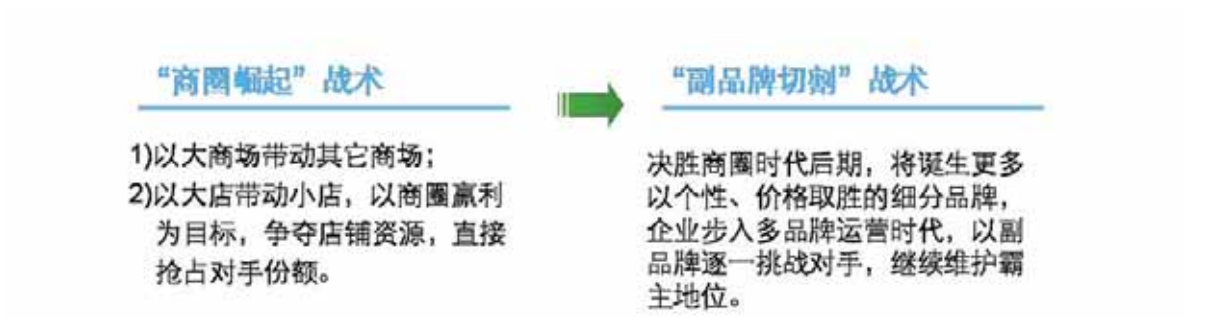 “商圈崛起”战术
1)以大商场带动其它商场；
2)以大店带动小店，以商圈赢利
为目标，争夺店铺资源，直接
抢占对手份额。
“副品牌切割”战术
决胜商圈时代后期，将诞生更多
以个性、价格取胜的细分品牌，
企业步入多品牌运营时代，以副
品牌逐一挑战对手，继续维护霸
主地位。